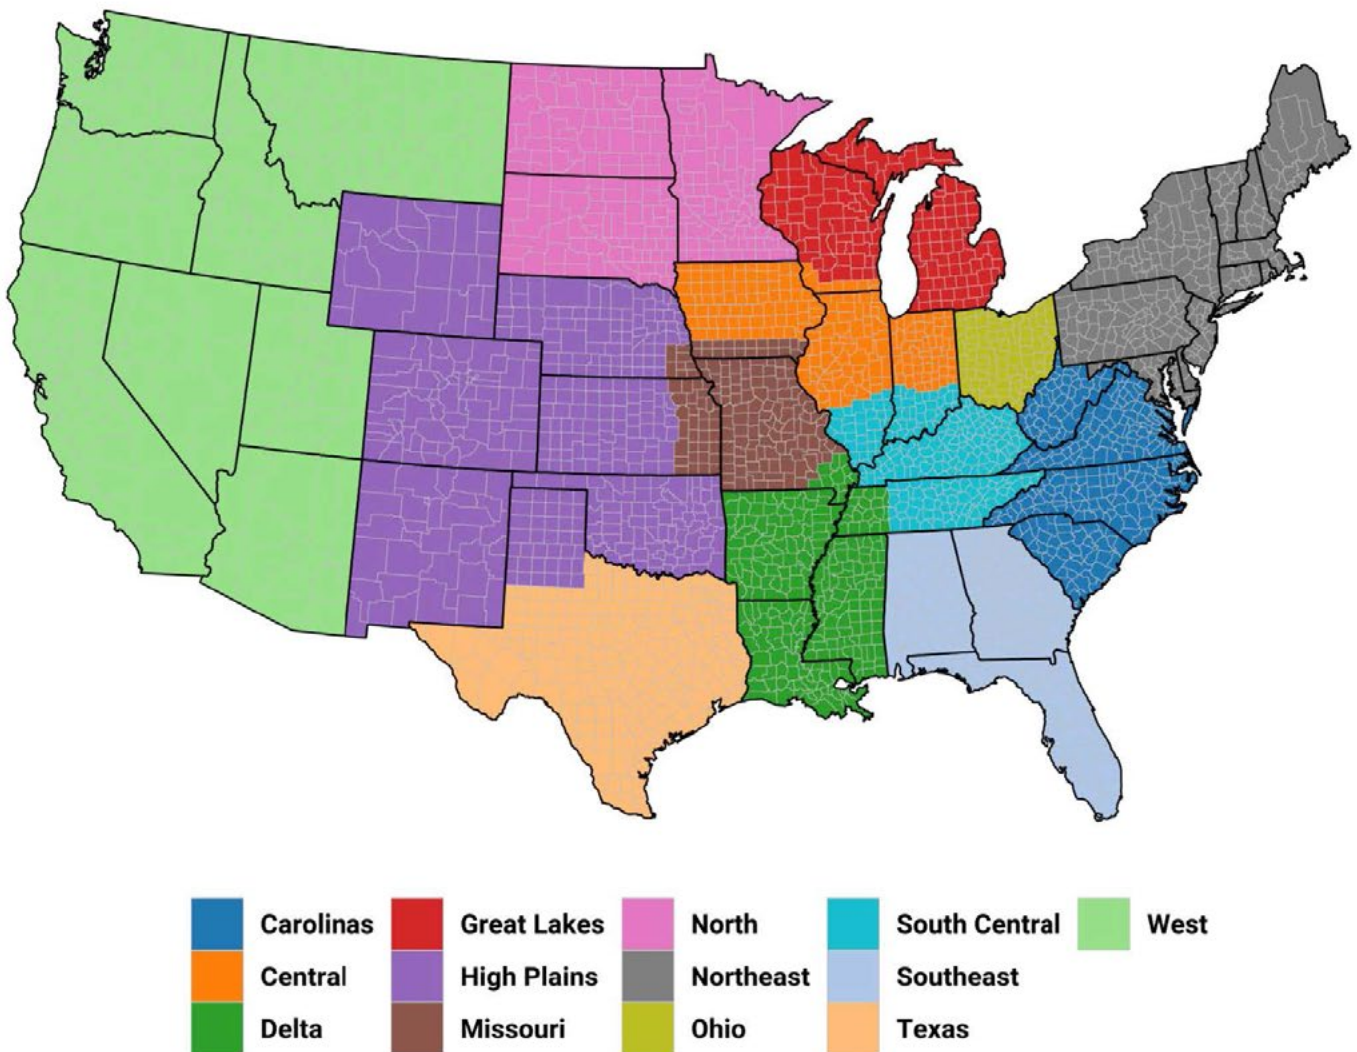 Carolinas Great Lakes North South Central West
Central High Plains Northeast Southeast
Delta Missouri Ohio Texas